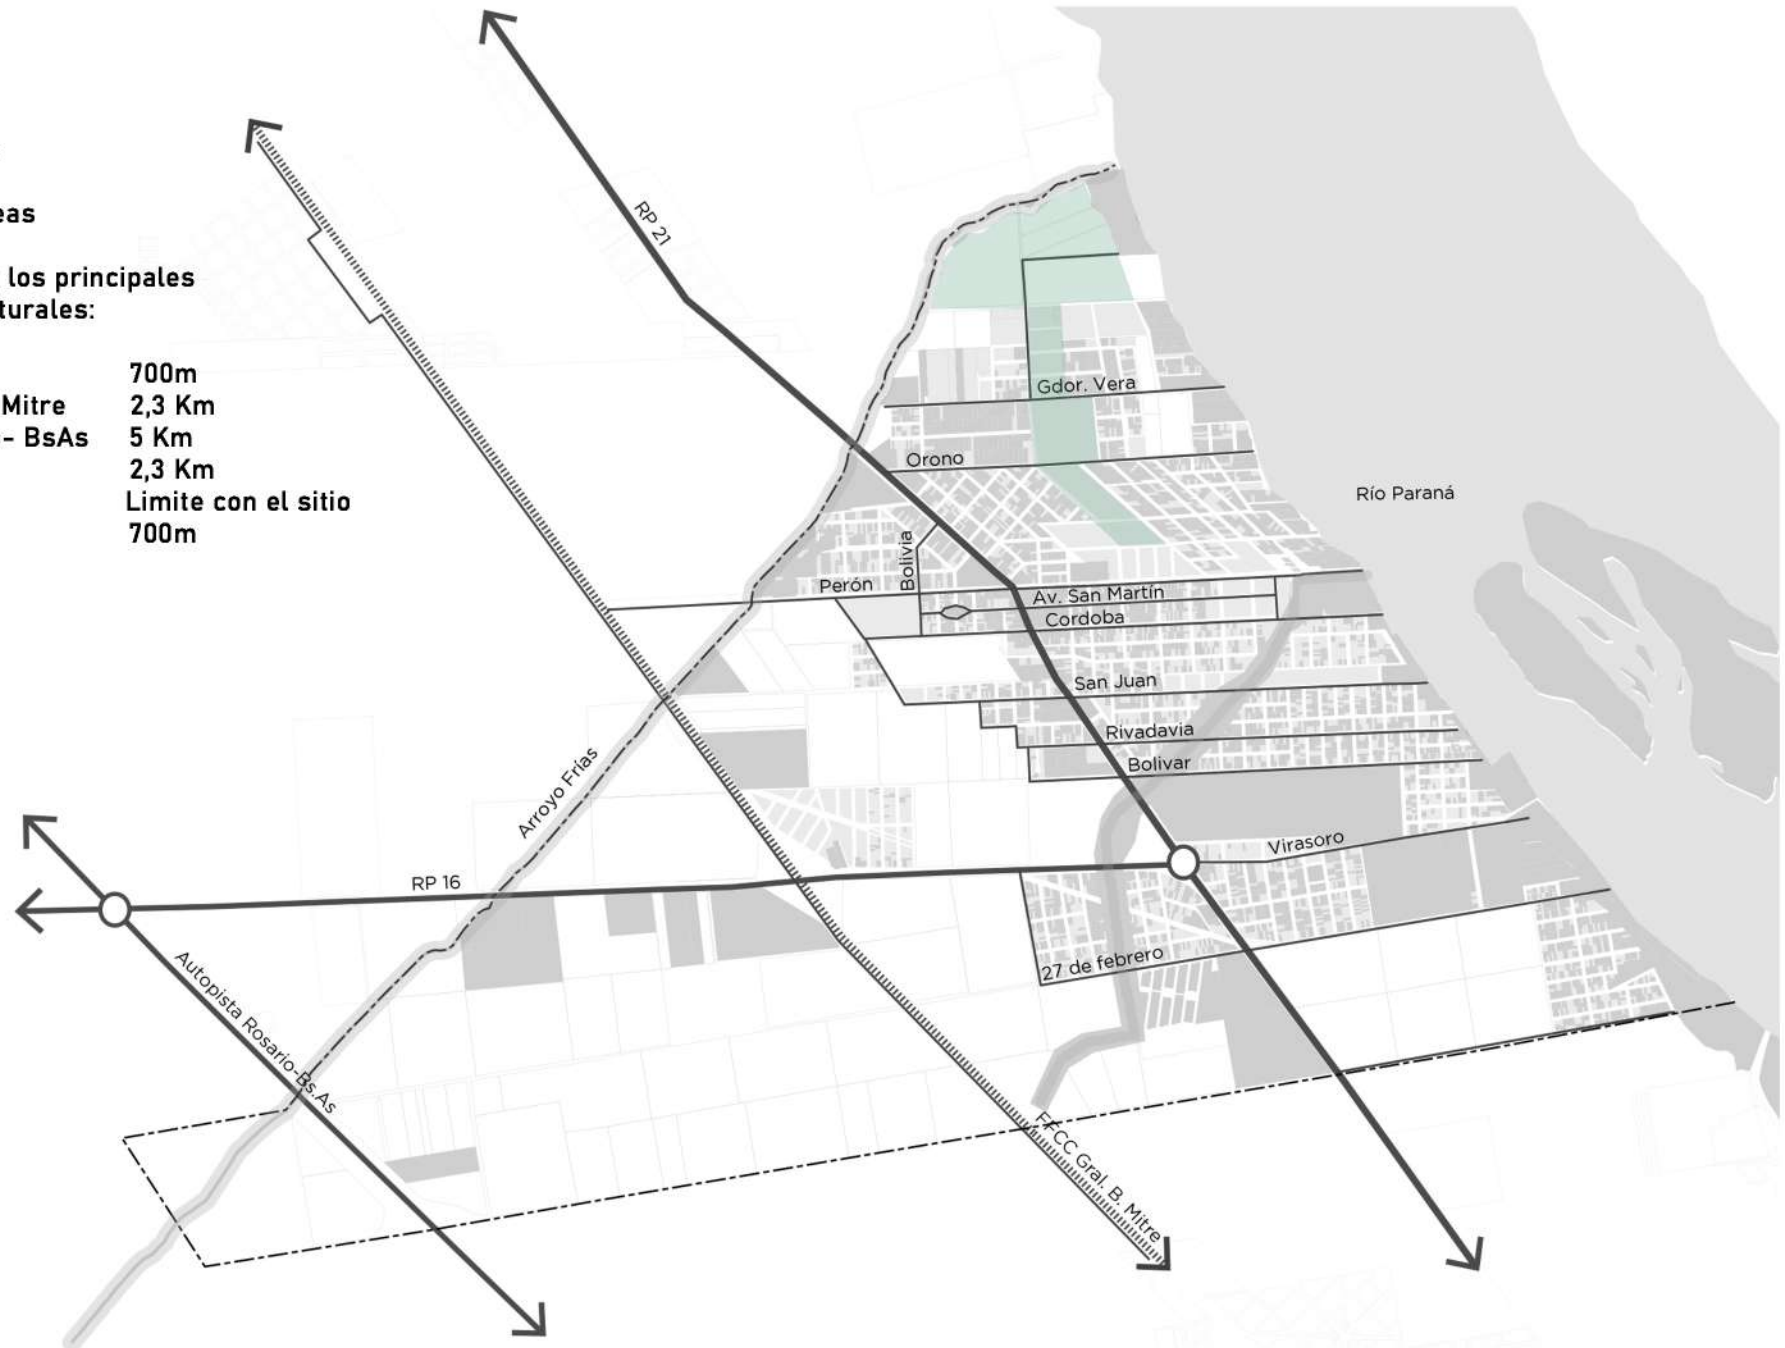 eas
los principales
turales:
700m
Mitre 2,3 Km
- BsAs 5 Km
2,3 Km
Limite con el sitio
700m
RP 21
Gdor. Vera
Orono
Río Paraná
Bolivia
Perón
Av. San Martín
Cordoba
San Juan
Rivadavia
Bolivar
Arroyo Frías
Virasoro
RP 16
27 de febrero
Autopista Rosario-Bs.As
FFCC Gral. B. Mitre